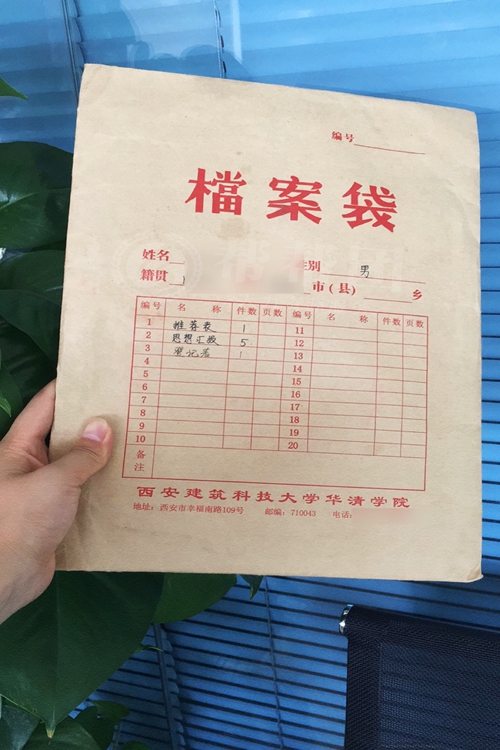 编号
檔案袋
姓名 性别 男
籍贯 市(县) 乡
编号 名 称 件数 页数 编号 名 称 件数 页数
1 推荐表 1 11
2 思想汇报 5 12
3 登记表 1 13
4 14
5 15
6 16
7 17
8 18
9 19
10 20
备注
西安建筑科技大学华清学院
地址：西安市幸福南路109号 邮编：710043 电话：